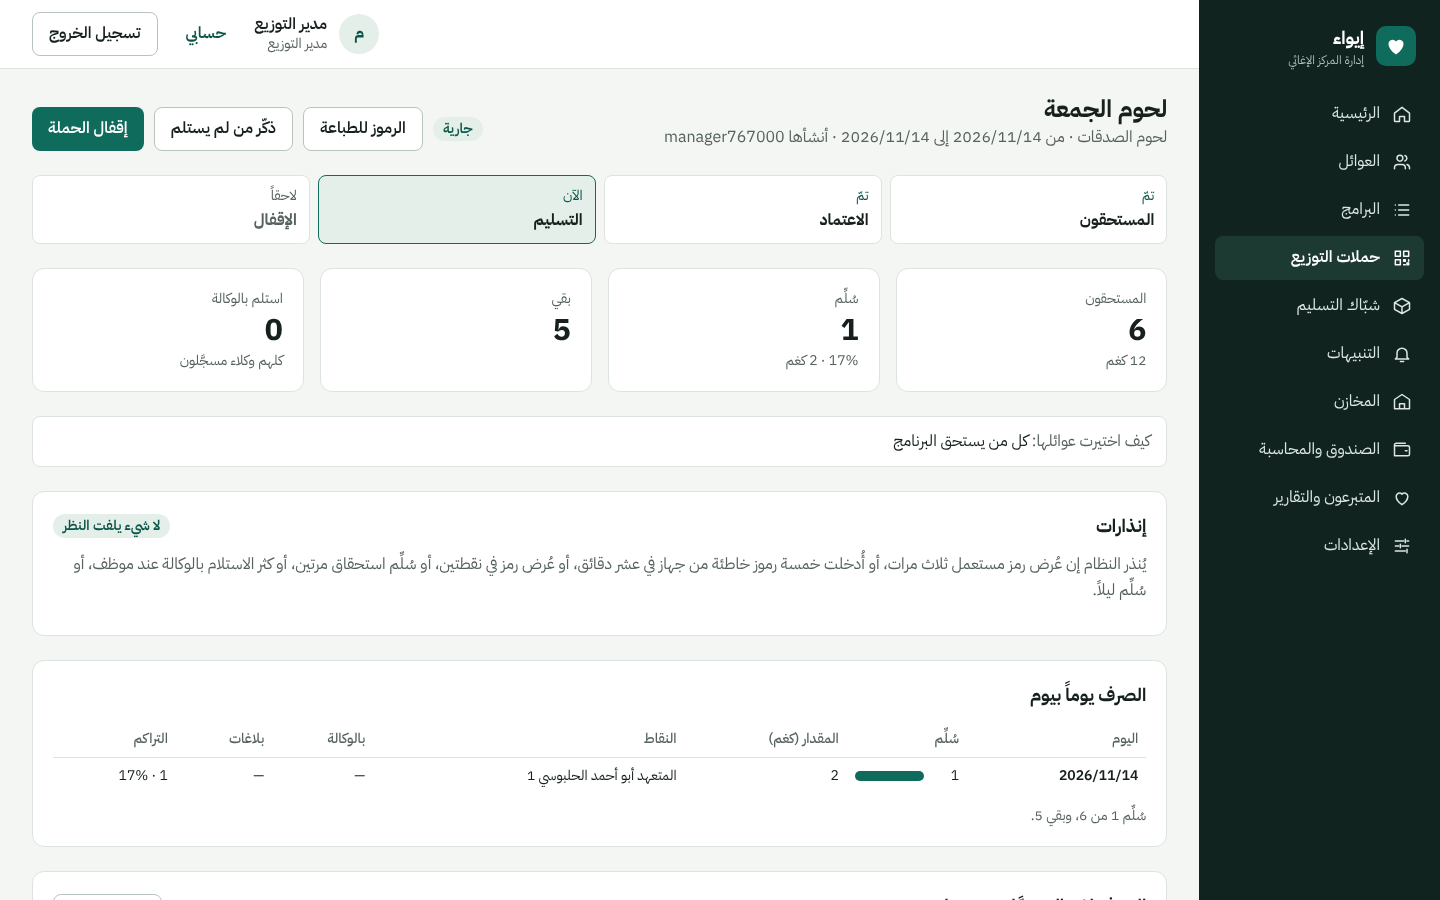 إيواء
إدارة المركز الإغاثي
الرئيسية
العوائل
البرامج
حملات التوزيع
شبّاك التسليم
التنبيهات
المخازن
الصندوق والمحاسبة
المتبرعون والتقارير
الإعدادات
م
مدير التوزيع
مدير التوزيع
حسابي
تسجيل الخروج
لحوم الجمعة
لحوم الصدقات · من 2026/11/14 إلى 2026/11/14 · أنشأها manager767000
جارية
الرموز للطباعة
ذكّر من لم يستلم
إقفال الحملة
تمّ
المستحقون
تمّ
الاعتماد
الآن
التسليم
لاحقاً
الإقفال
المستحقون
6
12 كغم
سُلِّم
1
17% · 2 كغم
بقي
5
استلم بالوكالة
0
كلهم وكلاء مسجَّلون
كيف اختيرت عوائلها: كل من يستحق البرنامج
إنذارات
لا شيء يلفت النظر
يُنذر النظام إن عُرض رمز مستعمل ثلاث مرات، أو أُدخلت خمسة رموز خاطئة من جهاز في عشر دقائق، أو عُرض رمز في نقطتين، أو سُلِّم استحقاق مرتين، أو كثر الاستلام بالوكالة عند موظف، أو
سُلِّم ليلاً.
الصرف يوماً بيوم
اليوم سُلِّم المقدار (كغم) النقاط بالوكالة بلاغات التراكم
2026/11/14 1 2 المتعهد أبو أحمد الحلبوسي 1 — — 1 · 17%
سُلِّم 1 من 6، وبقي 5.